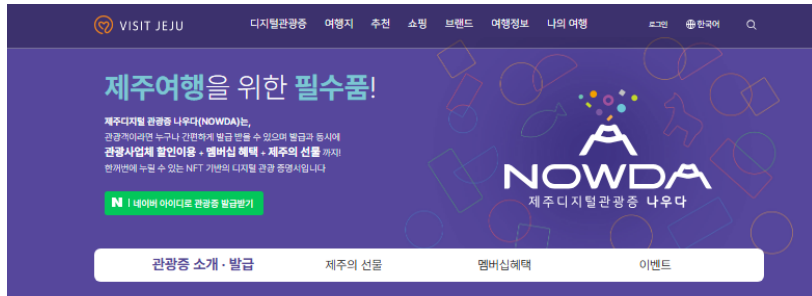 VISIT JEJU
디지털관광증 여행지 추천 쇼핑 브랜드 여행정보 나의 여행 로그인 한국어
제주여행을 위한 필수품!
제주디지털 관광증 나우다(NOWDA)는,
관광객이라면 누구나 간편하게 발급 받을 수 있으며 발급과 동시에
관광사업체 할인이용 + 멤버십 혜택 + 제주의 선물 까지!
한꺼번에 누릴 수 있는 NFT 기반의 디지털 관광 증명서입니다
N | 네이버 아이디로 관광증 발급받기
NOWDA
제주디지털관광증 나우다
관광증 소개 · 발급 제주의 선물 멤버십혜택 이벤트